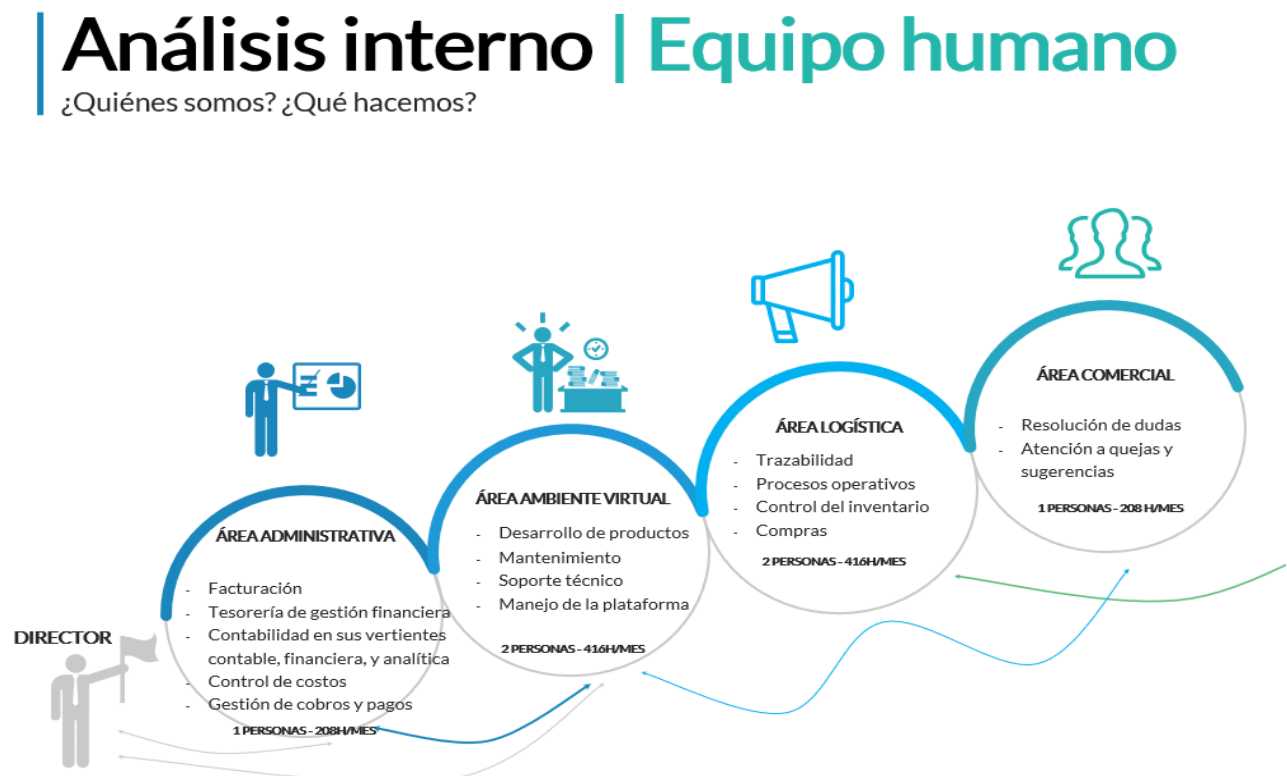 Análisis interno | Equipo humano
¿Quiénes somos? ¿Qué hacemos?
DIRECTOR
ÁREA ADMINISTRATIVA
- Facturación
- Tesorería de gestión financiera
- Contabilidad en sus vertientes
contable, financiera, y analítica
- Control de costos
- Gestión de cobros y pagos
1 PERSONAS - 208H/MES
ÁREA AMBIENTE VIRTUAL
- Desarrollo de productos
- Mantenimiento
- Soporte técnico
- Manejo de la plataforma
2 PERSONAS - 416H/MES
ÁREA LOGÍSTICA
- Trazabilidad
- Procesos operativos
- Control del inventario
- Compras
2 PERSONAS - 416H/MES
ÁREA COMERCIAL
- Resolución de dudas
- Atención a quejas y
sugerencias
1 PERSONAS - 208 H/MES